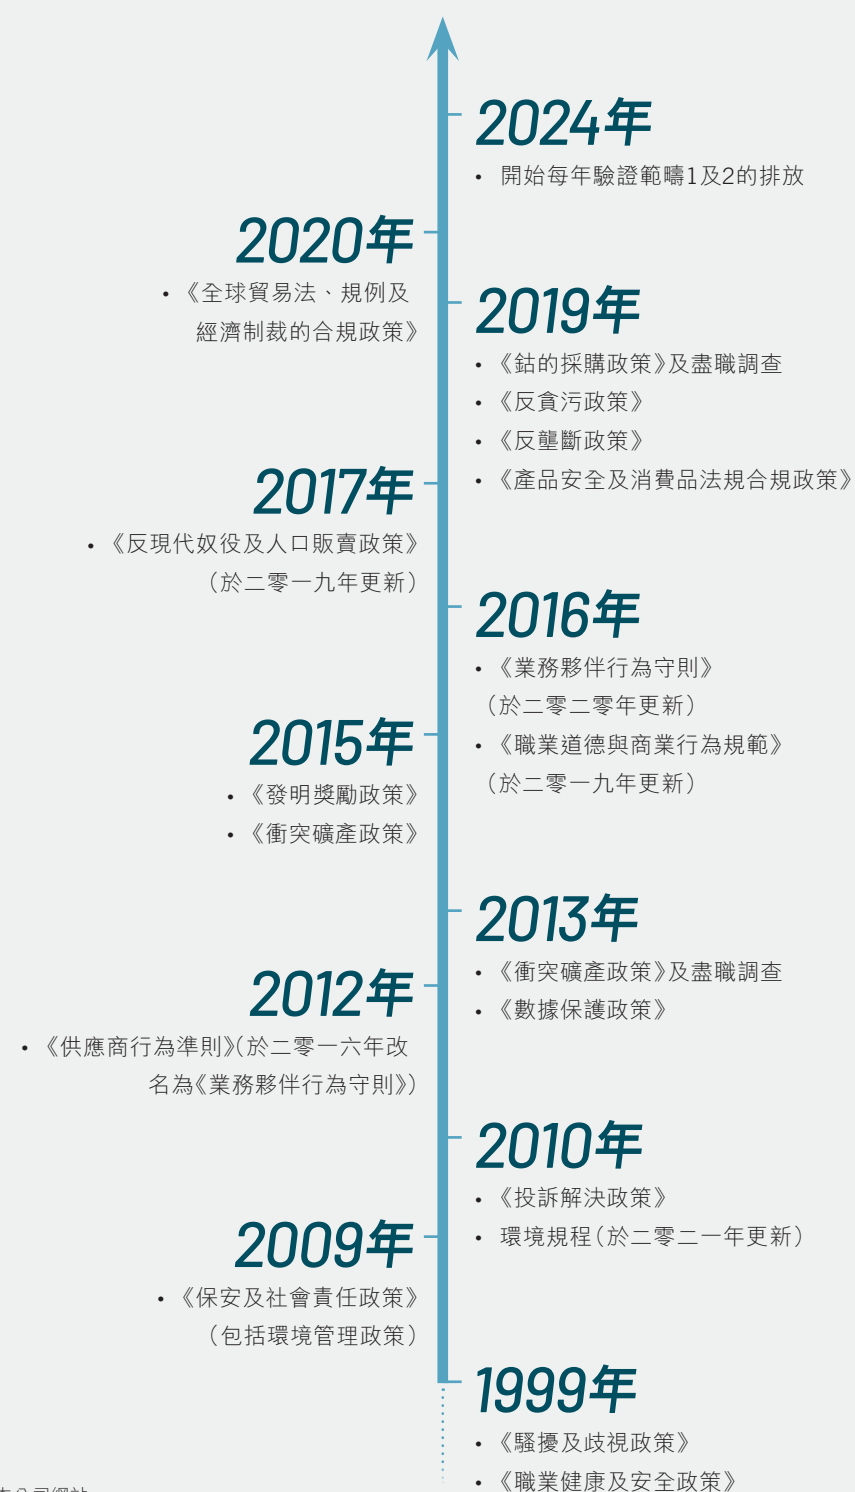 2024年
• 開始每年驗證範疇1及2的排放
2020年
• 《全球貿易法、規例及
經濟制裁的合規政策》
2019年
• 《鈷的採購政策》及盡職調查
• 《反貪污政策》
• 《反壟斷政策》
• 《產品安全及消費品法規合規政策》
2017年
• 《反現代奴役及人口販賣政策》
（於二零一九年更新）
2016年
• 《業務夥伴行為守則》
（於二零二零年更新）
• 《職業道德與商業行為規範》
（於二零一九年更新）
2015年
• 《發明獎勵政策》
• 《衝突礦產政策》
2013年
• 《衝突礦產政策》及盡職調查
• 《數據保護政策》
2012年
• 《供應商行為準則》（於二零一六年改
名為《業務夥伴行為守則》）
2010年
• 《投訴解決政策》
• 環境規程（於二零二一年更新）
2009年
• 《保安及社會責任政策》
（包括環境管理政策）
1999年
• 《騷擾及歧視政策》
• 《職業健康及安全政策》